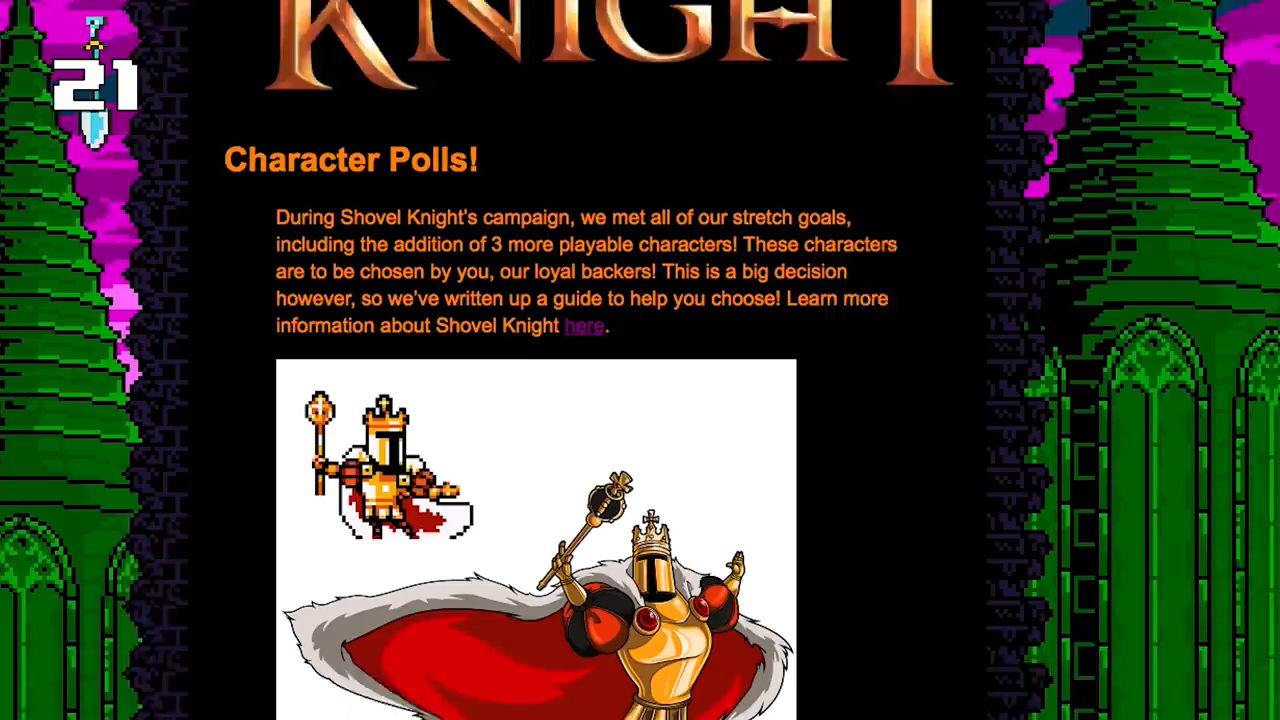 KNIGHT
21
Character Polls!
During Shovel Knight's campaign, we met all of our stretch goals,
including the addition of 3 more playable characters! These characters
are to be chosen by you, our loyal backers! This is a big decision
however, so we've written up a guide to help you choose! Learn more
information about Shovel Knight here.